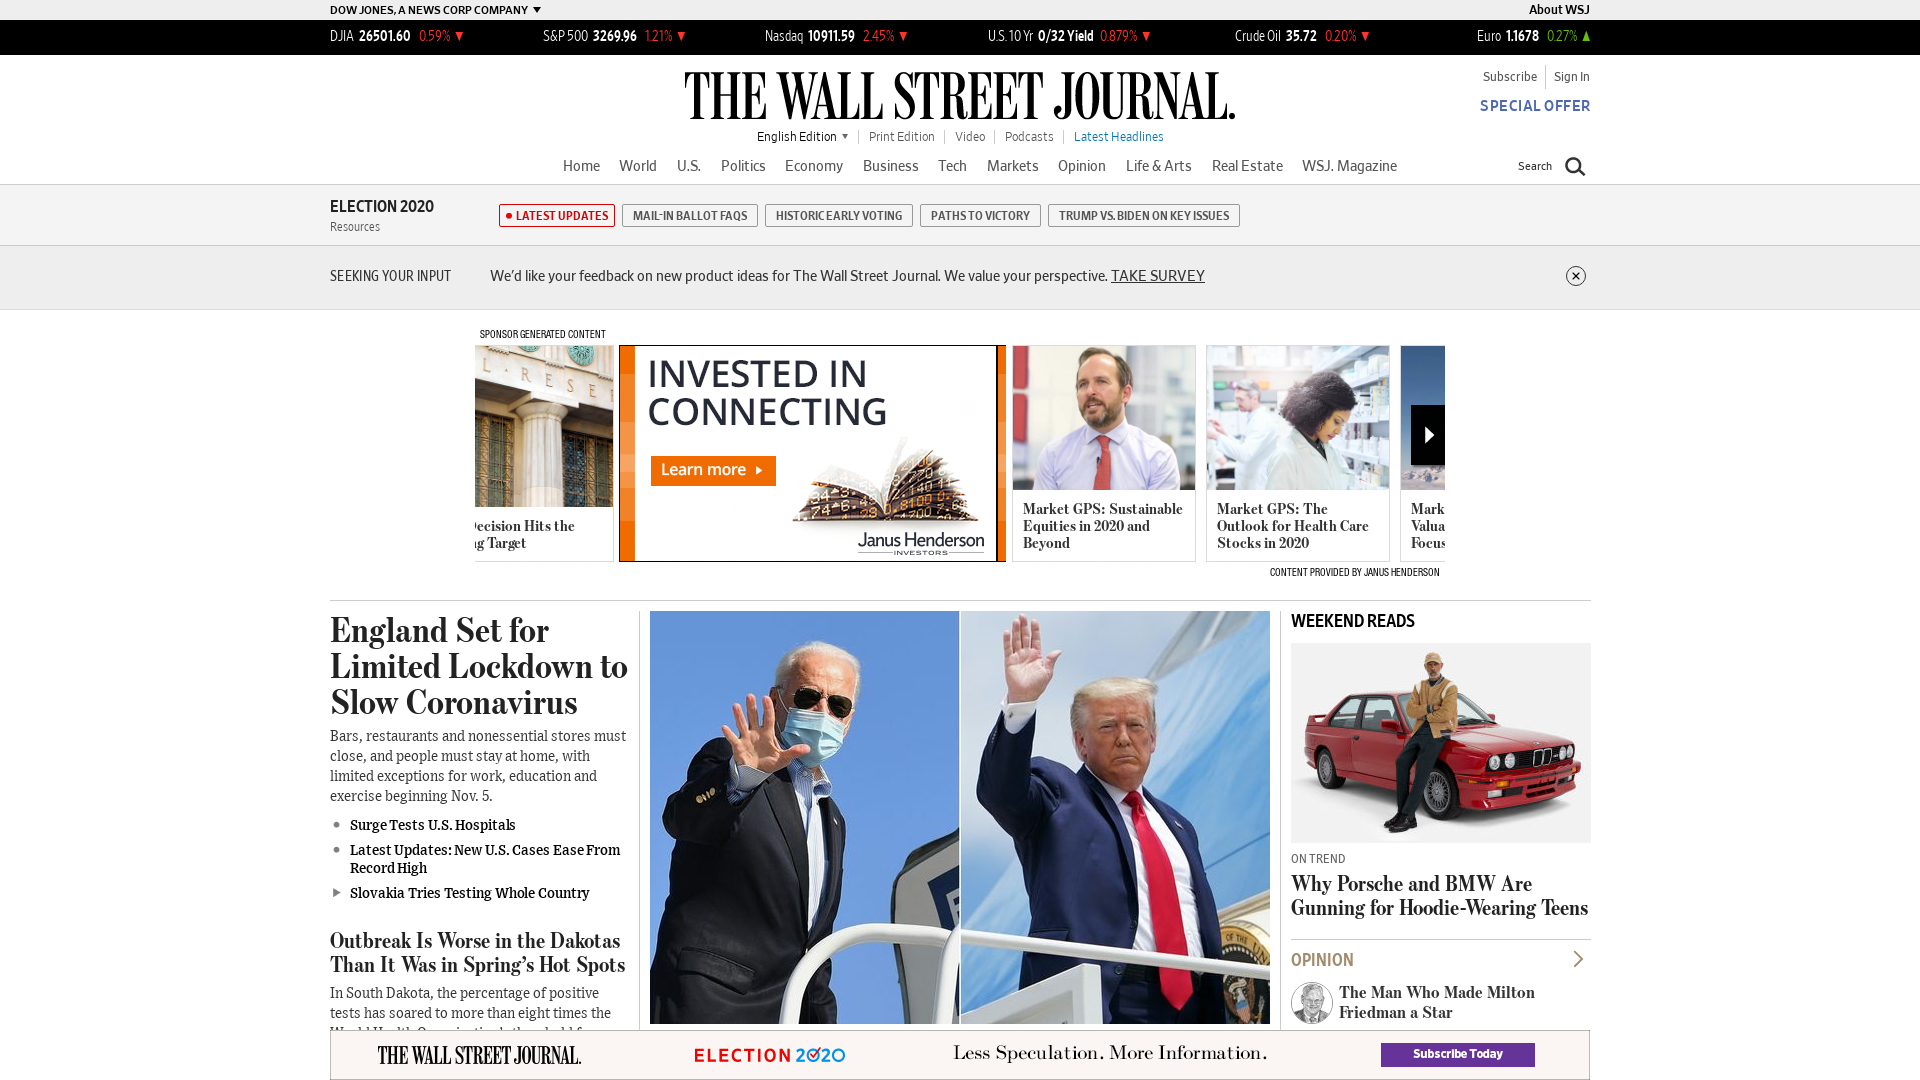 DOW JONES, A NEWS CORP COMPANY
About WSJ
DJIA 26501.60 0.59%
S&P 500 3269.96 1.21%
Nasdaq 10911.59 2.45%
U.S. 10 Yr 0/32 Yield 0.879%
Crude Oil 35.72 0.20%
Euro 1.1678 0.27%
THE WALL STREET JOURNAL.
Subscribe
Sign In
SPECIAL OFFER
English Edition
Print Edition
Video
Podcasts
Latest Headlines
Home
World
U.S.
Politics
Economy
Business
Tech
Markets
Opinion
Life & Arts
Real Estate
WSJ. Magazine
Search
ELECTION 2020
Resources
LATEST UPDATES
MAIL-IN BALLOT FAQS
HISTORIC EARLY VOTING
PATHS TO VICTORY
TRUMP VS. BIDEN ON KEY ISSUES
SEEKING YOUR INPUT
We'd like your feedback on new product ideas for The Wall Street Journal. We value your perspective. TAKE SURVEY
SPONSOR GENERATED CONTENT
L · RESE
ecision Hits the
g Target
INVESTED IN
CONNECTING
Learn more
Janus Henderson
INVESTORS
Market GPS: Sustainable
Equities in 2020 and
Beyond
Market GPS: The
Outlook for Health Care
Stocks in 2020
Mark
Valua
Focus
CONTENT PROVIDED BY JANUS HENDERSON
England Set for
Limited Lockdown to
Slow Coronavirus
Bars, restaurants and nonessential stores must
close, and people must stay at home, with
limited exceptions for work, education and
exercise beginning Nov. 5.
Surge Tests U.S. Hospitals
Latest Updates: New U.S. Cases Ease From
Record High
Slovakia Tries Testing Whole Country
Outbreak Is Worse in the Dakotas
Than It Was in Spring's Hot Spots
In South Dakota, the percentage of positive
tests has soared to more than eight times the
WEEKEND READS
ON TREND
Why Porsche and BMW Are
Gunning for Hoodie-Wearing Teens
OPINION
The Man Who Made Milton
Friedman a Star
THE WALL STREET JOURNAL.
ELECTION 2020
Less Speculation. More Information.
Subscribe Today